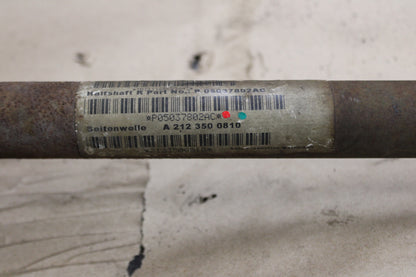 Halfshaft R Part No.: P 05037802AC
*P05037802AC*
Seitenwelle A 212 350 0810